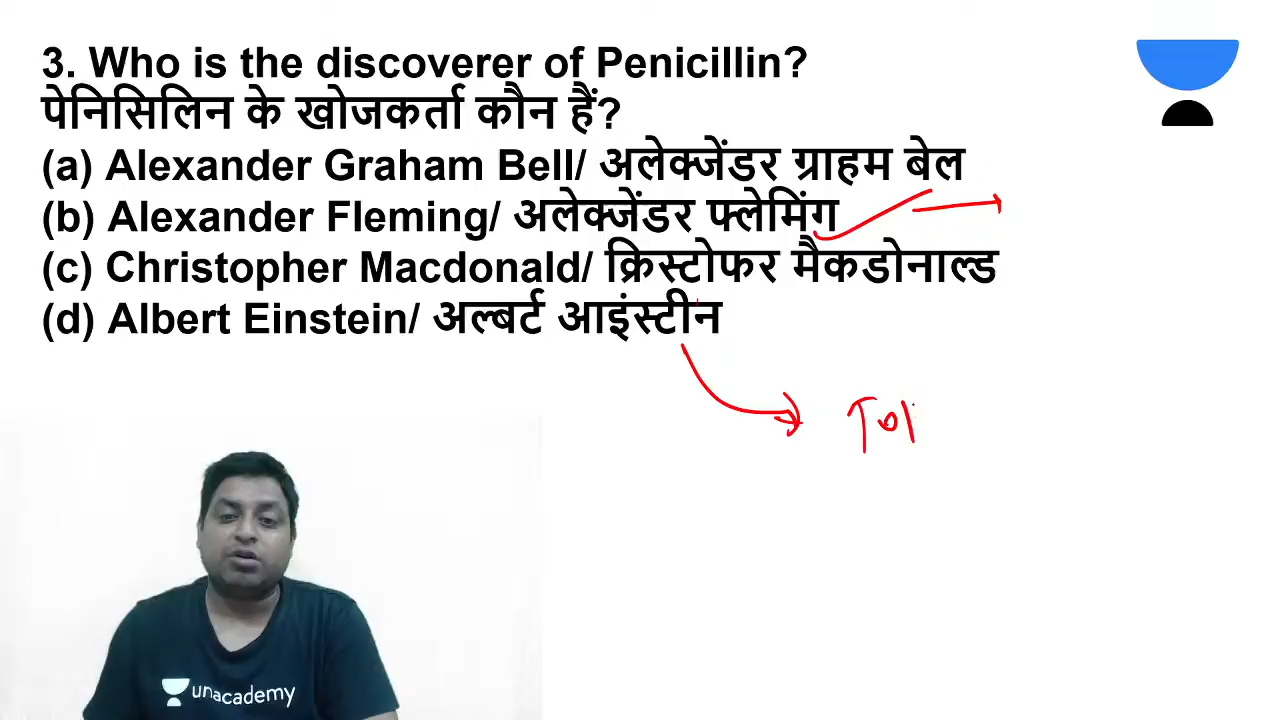 3. Who is the discoverer of Penicillin?
पेनिसिलिन के खोजकर्ता कौन हैं?
(a) Alexander Graham Bell/ अलेक्जेंडर ग्राहम बेल
(b) Alexander Fleming/ अलेक्जेंडर फ्लेमिंग
(c) Christopher Macdonald/ क्रिस्टोफर मैकडोनाल्ड
(d) Albert Einstein/ अल्बर्ट आइंस्टीन
unacademy